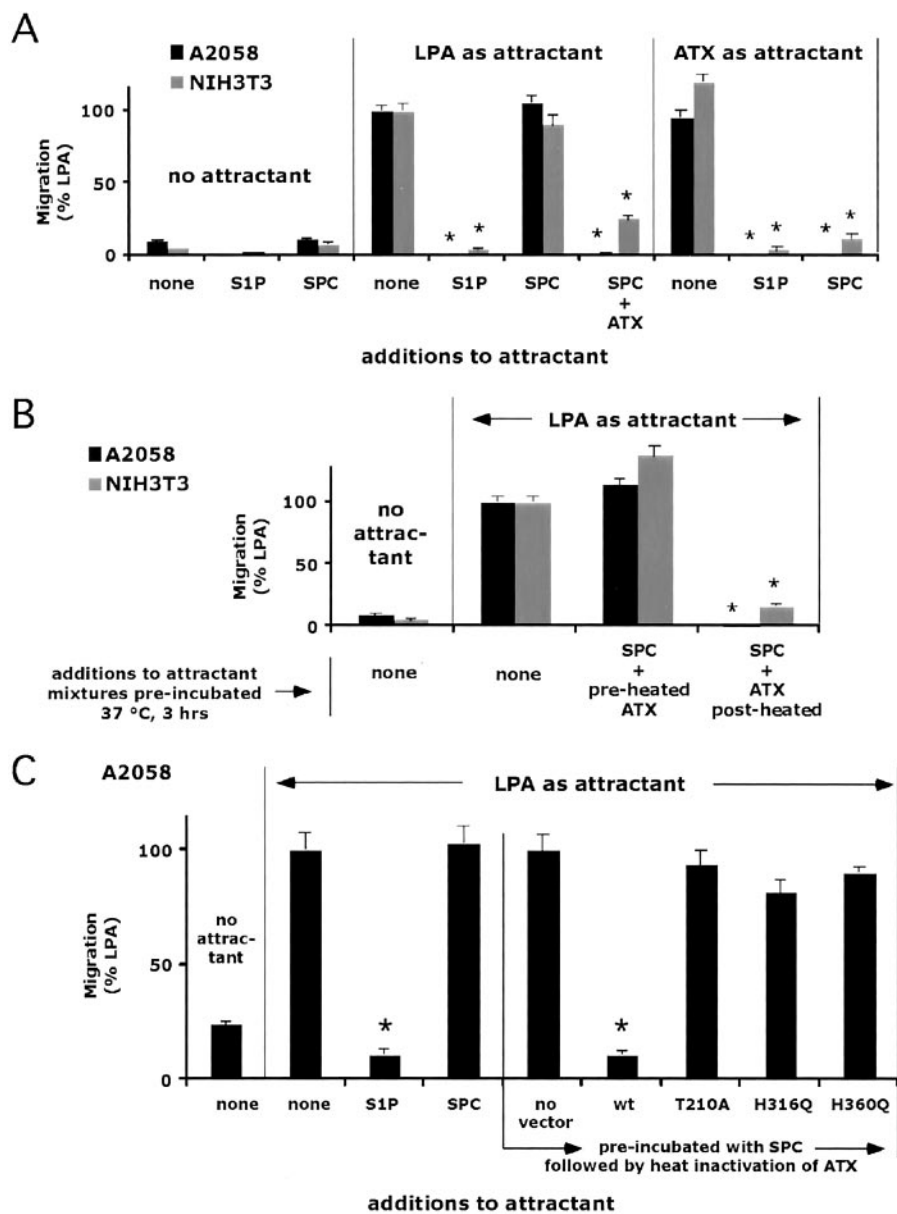 A
A2058
NIH3T3
LPA as attractant
ATX as attractant
Migration
(% LPA)
100
50
0
no attractant
* * * * * * * *
none S1P SPC none S1P SPC SPC
+
ATX none S1P SPC
additions to attractant
B
A2058
NIH3T3
LPA as attractant
Migration
(% LPA)
100
50
0
no
attrac-
tant
* *
additions to attractant
mixtures pre-incubated
37 °C, 3 hrs
none
none
SPC
+
pre-heated
ATX
SPC
+
ATX
post-heated
C
A2058
LPA as attractant
Migration
(% LPA)
100
50
0
no
attrac-
tant
* *
none none S1P SPC no
vector wt T210A H316Q H360Q
pre-incubated with SPC
followed by heat inactivation of ATX
additions to attractant